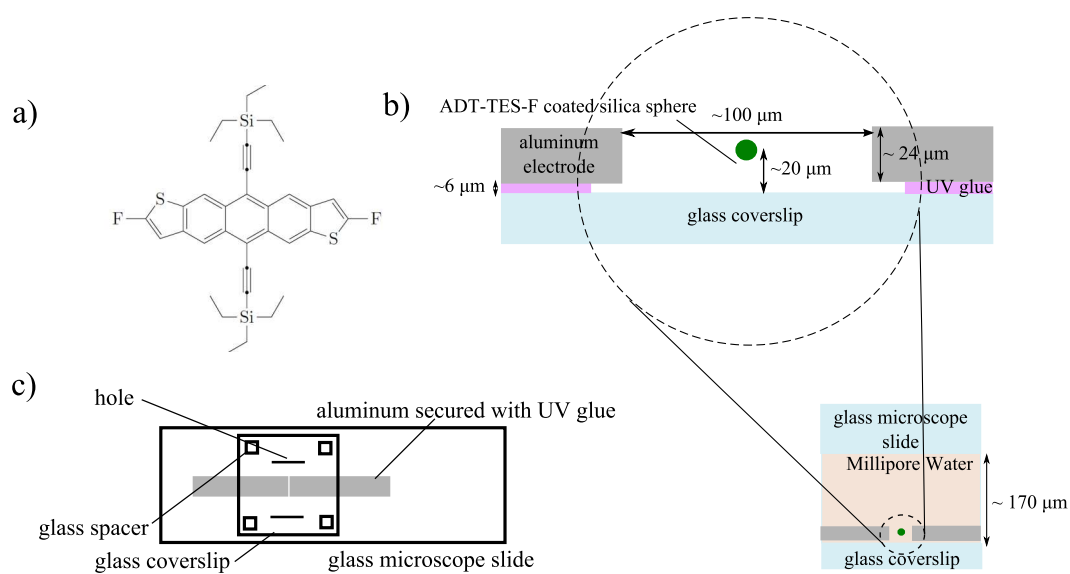 a)
Si
S
F
F
S
Si
b)
ADT-TES-F coated silica sphere
~100 μm
aluminum
electrode
~ 24 μm
~20 μm
~6 μm
UV glue
glass coverslip
c)
hole
aluminum secured with UV glue
glass spacer
glass coverslip
glass microscope slide
glass microscope
slide
Millipore Water
~ 170 μm
glass coverslip